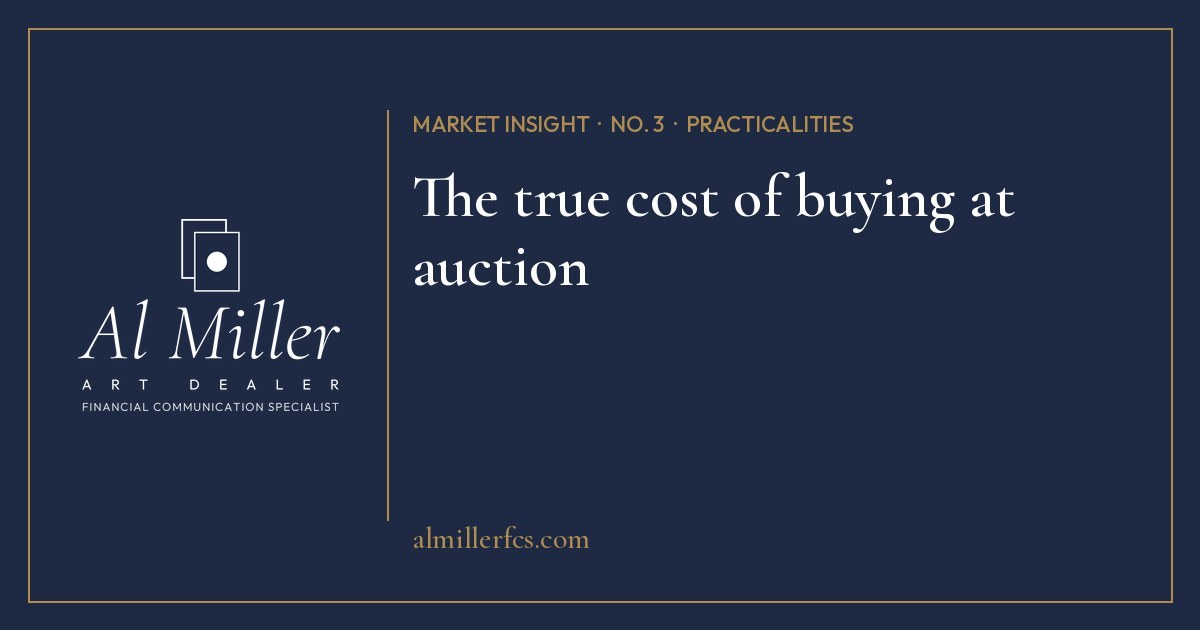 MARKET INSIGHT · NO. 3 · PRACTICALITIES
The true cost of buying at
auction
Al Miller
ART DEALER
FINANCIAL COMMUNICATION SPECIALIST
almillerfcs.com